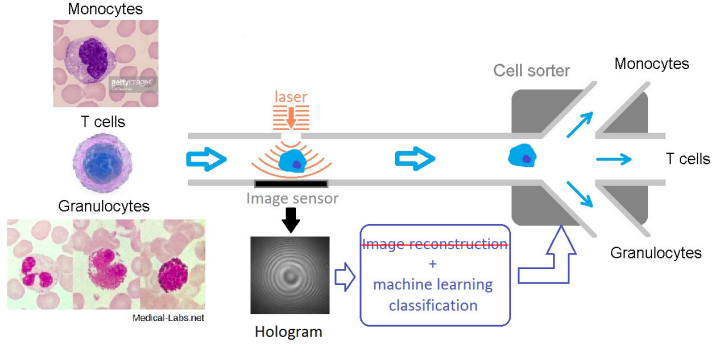 Monocytes
gettyimages
T cells
Granulocytes
Medical-Labs.net
laser
Image sensor
Hologram
Image reconstruction
+
machine learning
classification
Cell sorter
Monocytes
T cells
Granulocytes